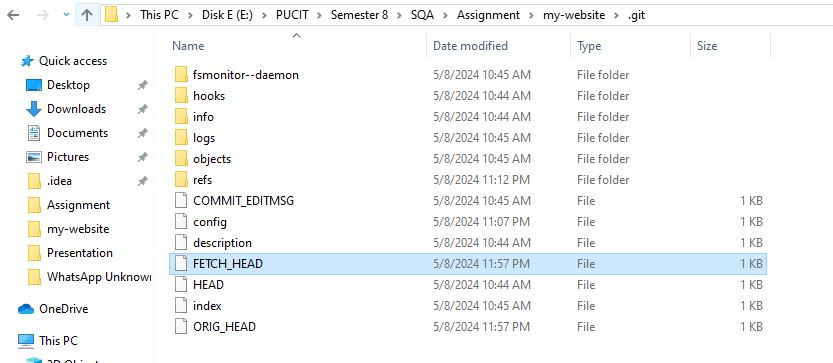 This PC > Disk E (E:) > PUCIT > Semester 8 > SQA > Assignment > my-website > .git
Name Date modified Type Size
Quick access
Desktop
Downloads
Documents
Pictures
.idea
Assignment
my-website
Presentation
WhatsApp Unknown
OneDrive
This PC
fsmonitor--daemon 5/8/2024 10:45 AM File folder
hooks 5/8/2024 10:44 AM File folder
info 5/8/2024 10:44 AM File folder
logs 5/8/2024 10:45 AM File folder
objects 5/8/2024 10:45 AM File folder
refs 5/8/2024 11:12 PM File folder
COMMIT_EDITMSG 5/8/2024 10:45 AM File 1 KB
config 5/8/2024 11:07 PM File 1 KB
description 5/8/2024 10:44 AM File 1 KB
FETCH_HEAD 5/8/2024 11:57 PM File 1 KB
HEAD 5/8/2024 10:44 AM File 1 KB
index 5/8/2024 10:45 AM File 1 KB
ORIG_HEAD 5/8/2024 11:57 PM File 1 KB